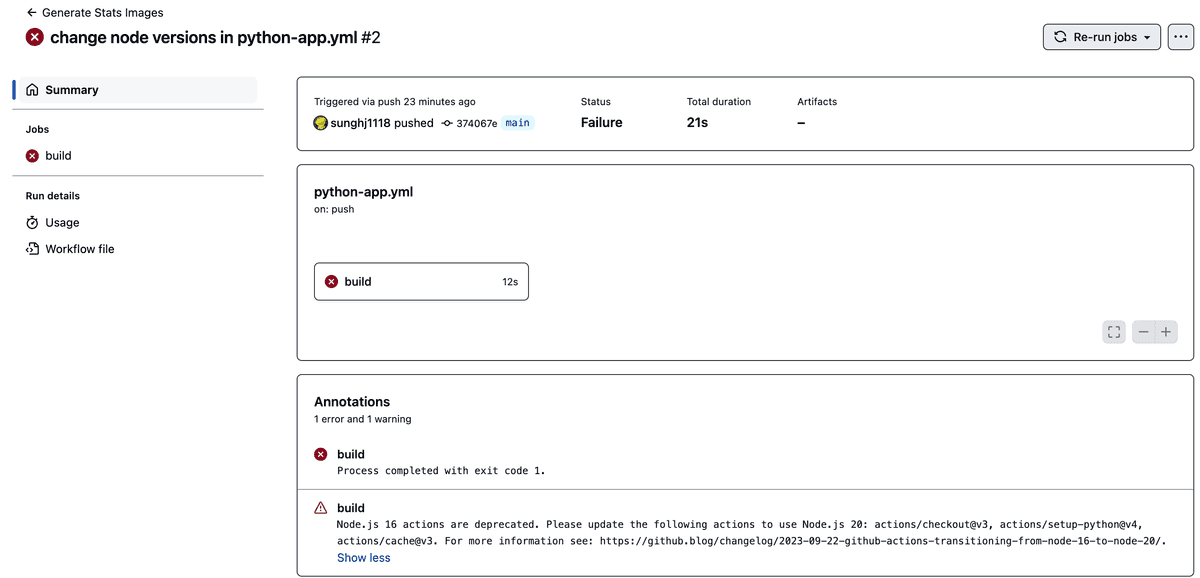 ← Generate Stats Images
change node versions in python-app.yml #2
Re-run jobs
Summary
Jobs
build
Run details
Usage
Workflow file
Triggered via push 23 minutes ago
sunghj1118 pushed 374067e main
Status
Failure
Total duration
21s
Artifacts
–
python-app.yml
on: push
build 12s
Annotations
1 error and 1 warning
build
Process completed with exit code 1.
build
Node.js 16 actions are deprecated. Please update the following actions to use Node.js 20: actions/checkout@v3, actions/setup-python@v4,
actions/cache@v3. For more information see: https://github.blog/changelog/2023-09-22-github-actions-transitioning-from-node-16-to-node-20/.
Show less